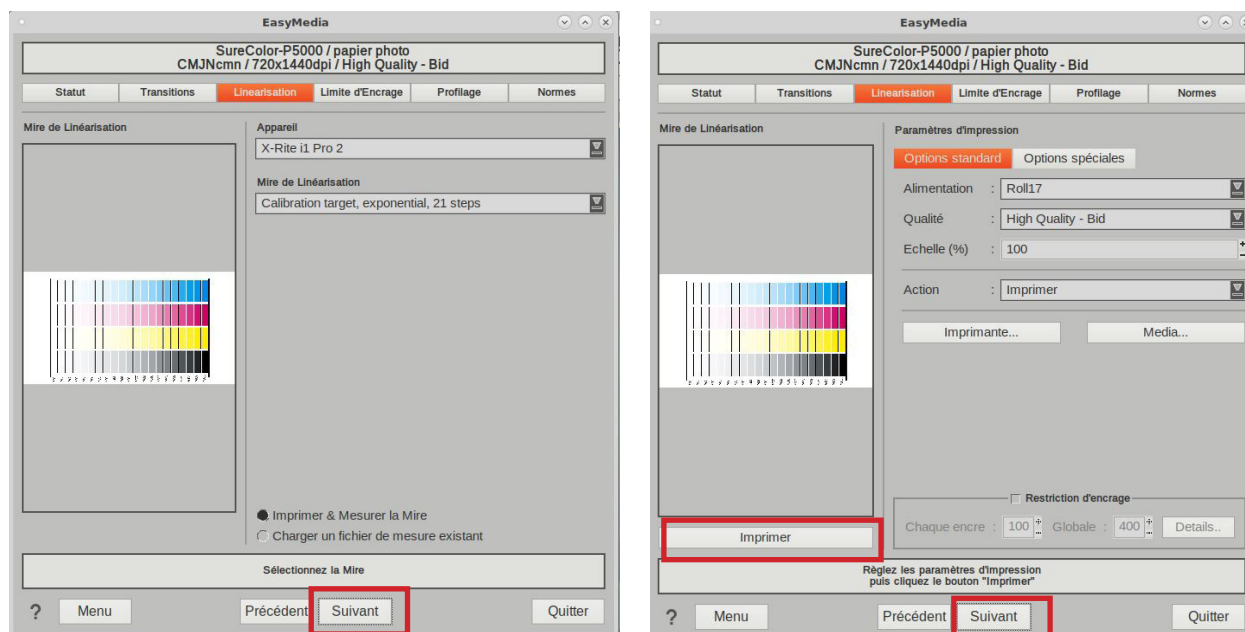 EasyMedia
SureColor-P5000 / papier photo
CMJNcmn / 720x1440dpi / High Quality - Bid
Statut Transitions Linearisation Limite d'Encrage Profilage Normes
Mire de Linéarisation
Appareil
X-Rite i1 Pro 2
Mire de Linéarisation
Calibration target, exponential, 21 steps
Imprimer & Mesurer la Mire
Charger un fichier de mesure existant
Sélectionnez la Mire
? Menu Précédent Suivant Quitter
EasyMedia
SureColor-P5000 / papier photo
CMJNcmn / 720x1440dpi / High Quality - Bid
Statut Transitions Linearisation Limite d'Encrage Profilage Normes
Mire de Linéarisation
Paramètres d'impression
Options standard Options spéciales
Alimentation : Roll17
Qualité : High Quality - Bid
Echelle (%) : 100
Action : Imprimer
Imprimante... Media...
Restriction d'encrage
Chaque encre : 100 Globale : 400 Details..
Imprimer
Règlez les paramètres d'impression
puis cliquez le bouton "Imprimer"
? Menu Précédent Suivant Quitter